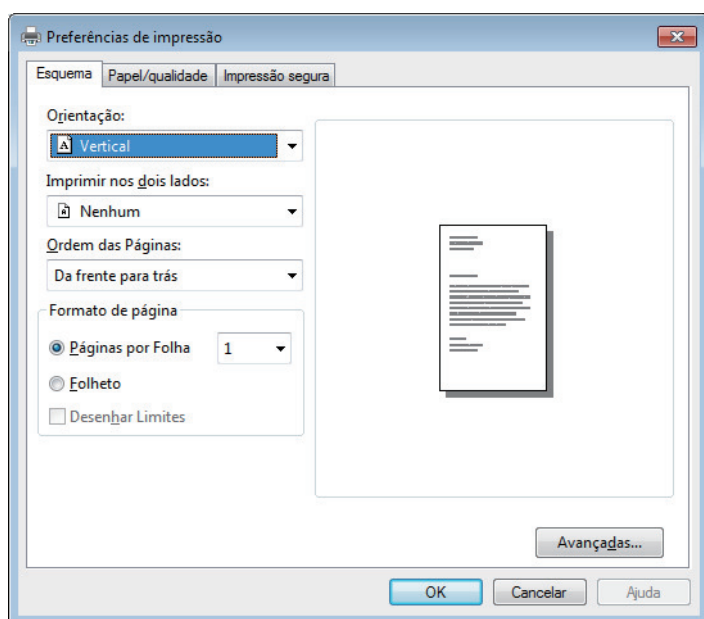 Preferências de impressão
Esquema Papel/qualidade Impressão segura
Orientação:
Vertical
Imprimir nos dois lados:
Nenhum
Ordem das Páginas:
Da frente para trás
Formato de página
Páginas por Folha 1
Folheto
Desenhar Limites
Avançadas...
OK Cancelar Ajuda